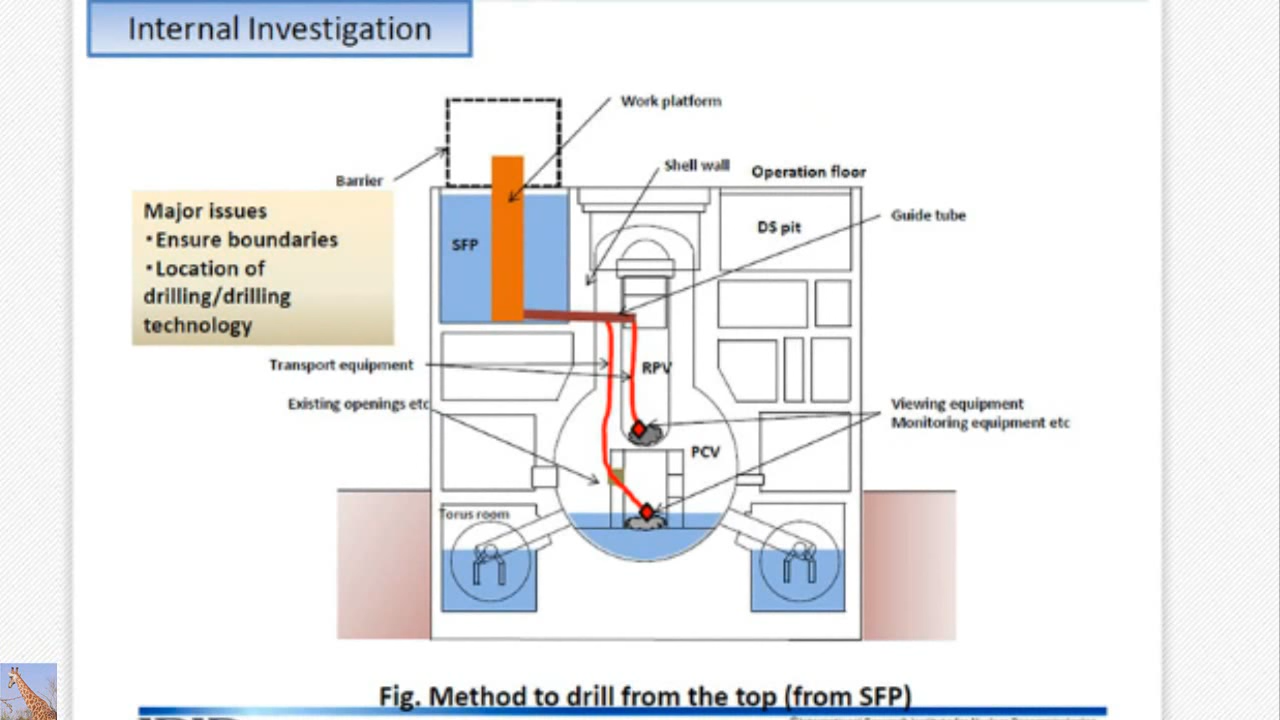 Internal Investigation
Work platform
Shell wall
Operation floor
Barrier
Major issues
・Ensure boundaries
・Location of
drilling/drilling
technology
SFP
DS pit
Guide tube
Transport equipment
RPV
Existing openings etc
Viewing equipment
Monitoring equipment etc
PCV
Torus room
Fig. Method to drill from the top (from SFP)